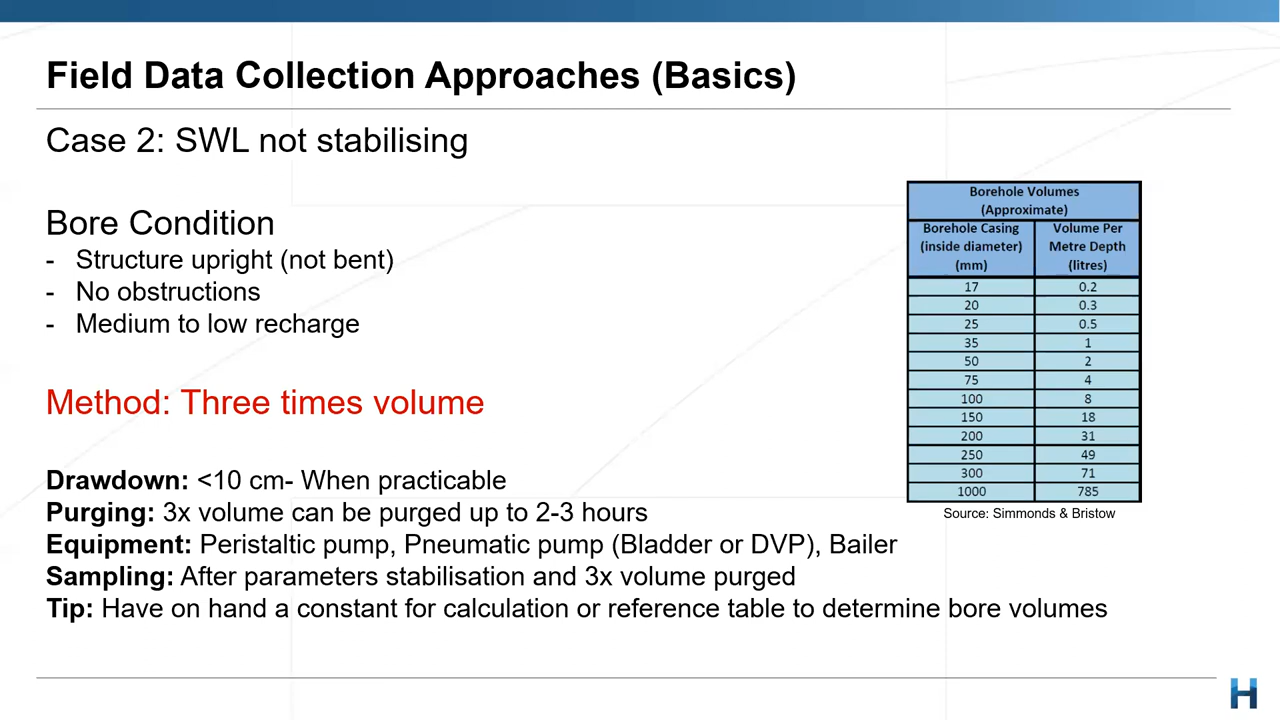 Field Data Collection Approaches (Basics)
Case 2: SWL not stabilising
Bore Condition
- Structure upright (not bent)
- No obstructions
- Medium to low recharge
Method: Three times volume
Drawdown: <10 cm- When practicable
Purging: 3x volume can be purged up to 2-3 hours
Equipment: Peristaltic pump, Pneumatic pump (Bladder or DVP), Bailer
Sampling: After parameters stabilisation and 3x volume purged
Tip: Have on hand a constant for calculation or reference table to determine bore volumes
Borehole Volumes
(Approximate)
Borehole Casing Volume Per
(inside diameter) Metre Depth
(mm) (litres)
17 0.2
20 0.3
25 0.5
35 1
50 2
75 4
100 8
150 18
200 31
250 49
300 71
1000 785
Source: Simmonds & Bristow
H